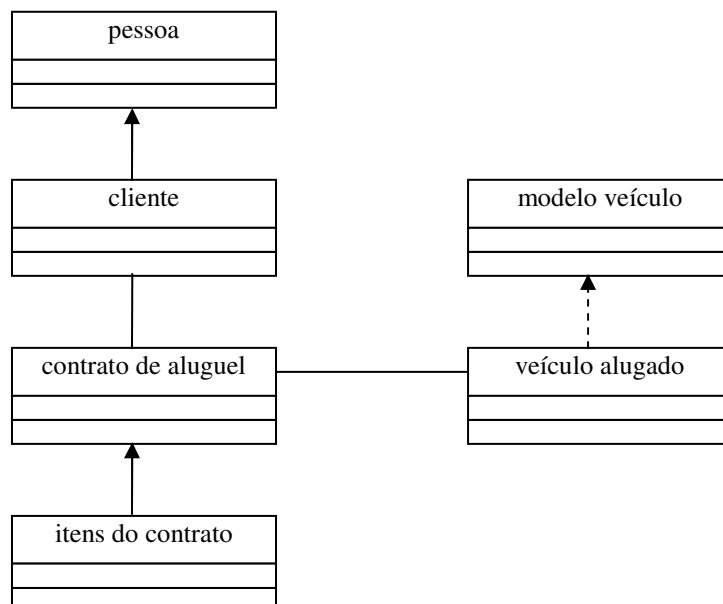 pessoa
cliente
modelo veículo
contrato de aluguel
veículo alugado
itens do contrato